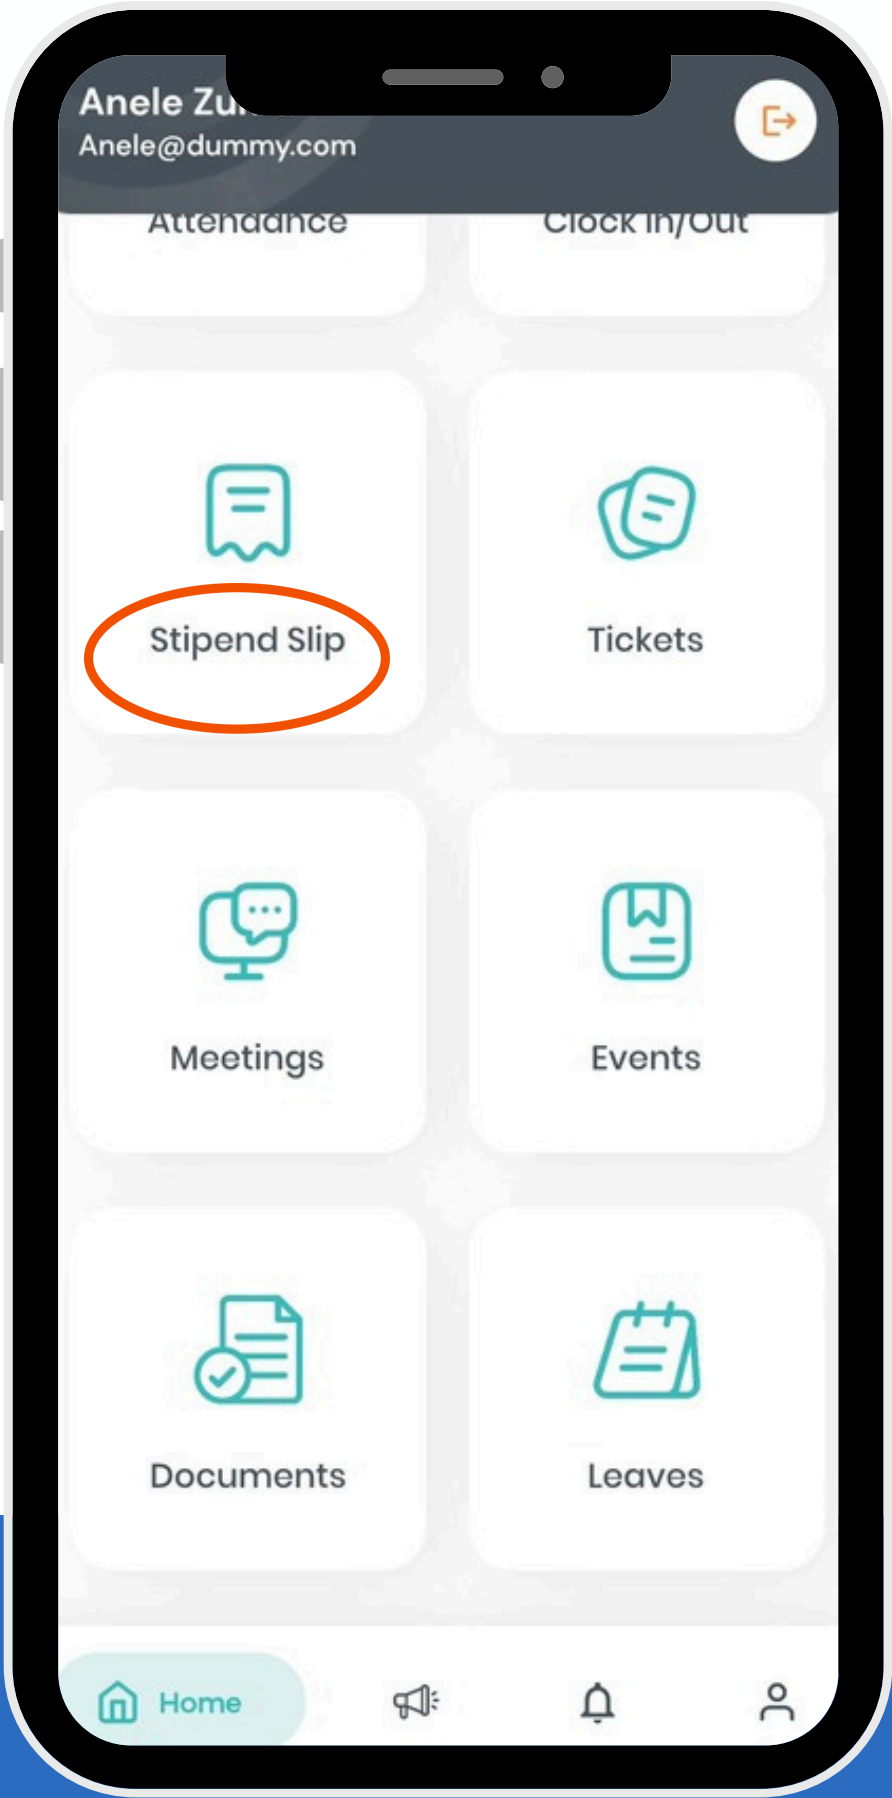 Anele
Anele@dummy.com
Attendance
Clock In/Out
Stipend Slip
Tickets
Meetings
Events
Documents
Leaves
Home